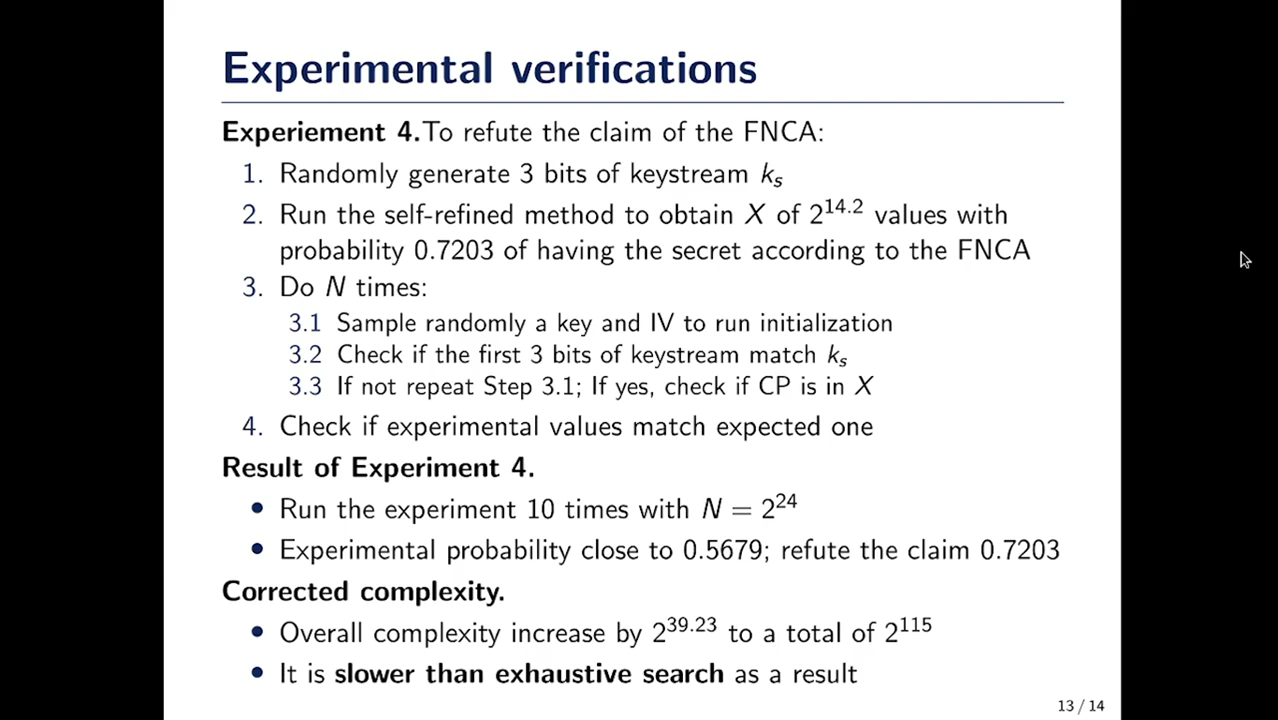 Experimental verifications
Experiement 4.To refute the claim of the FNCA:
1. Randomly generate 3 bits of keystream kₛ
2. Run the self-refined method to obtain X of 2^14.2 values with
probability 0.7203 of having the secret according to the FNCA
3. Do N times:
3.1 Sample randomly a key and IV to run initialization
3.2 Check if the first 3 bits of keystream match kₛ
3.3 If not repeat Step 3.1; If yes, check if CP is in X
4. Check if experimental values match expected one
Result of Experiment 4.
• Run the experiment 10 times with N = 2^24
• Experimental probability close to 0.5679; refute the claim 0.7203
Corrected complexity.
• Overall complexity increase by 2^39.23 to a total of 2^115
• It is slower than exhaustive search as a result
13 / 14